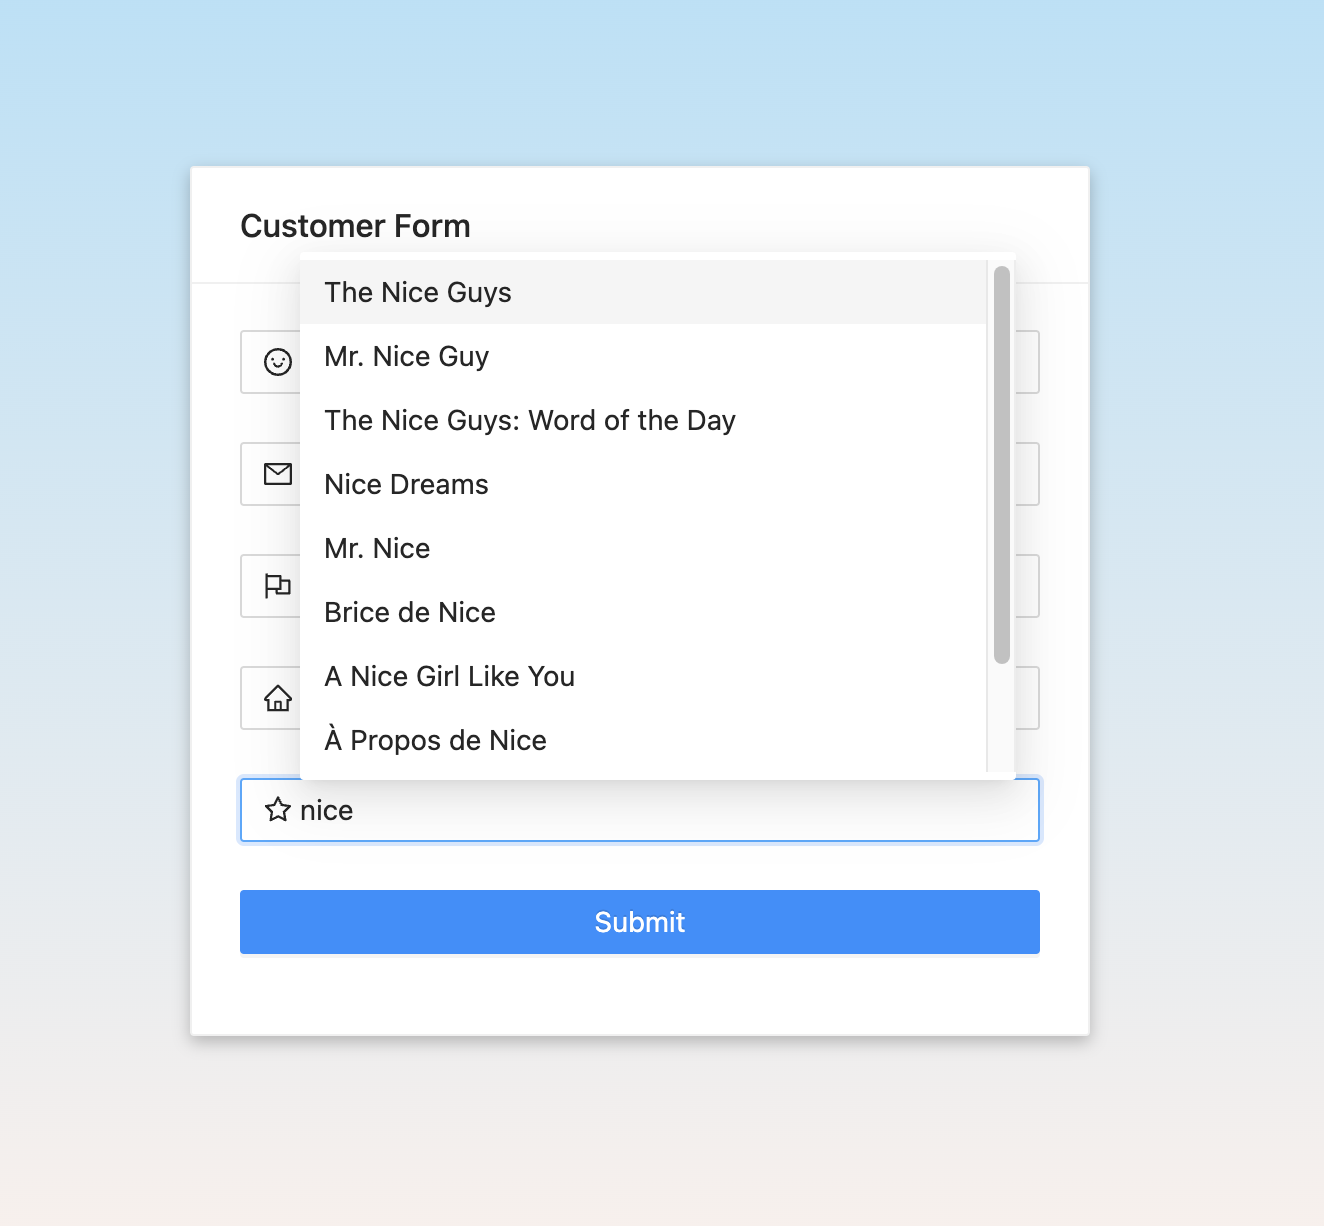 Customer Form
The Nice Guys
Mr. Nice Guy
The Nice Guys: Word of the Day
Nice Dreams
Mr. Nice
Brice de Nice
A Nice Girl Like You
À Propos de Nice
nice
Submit